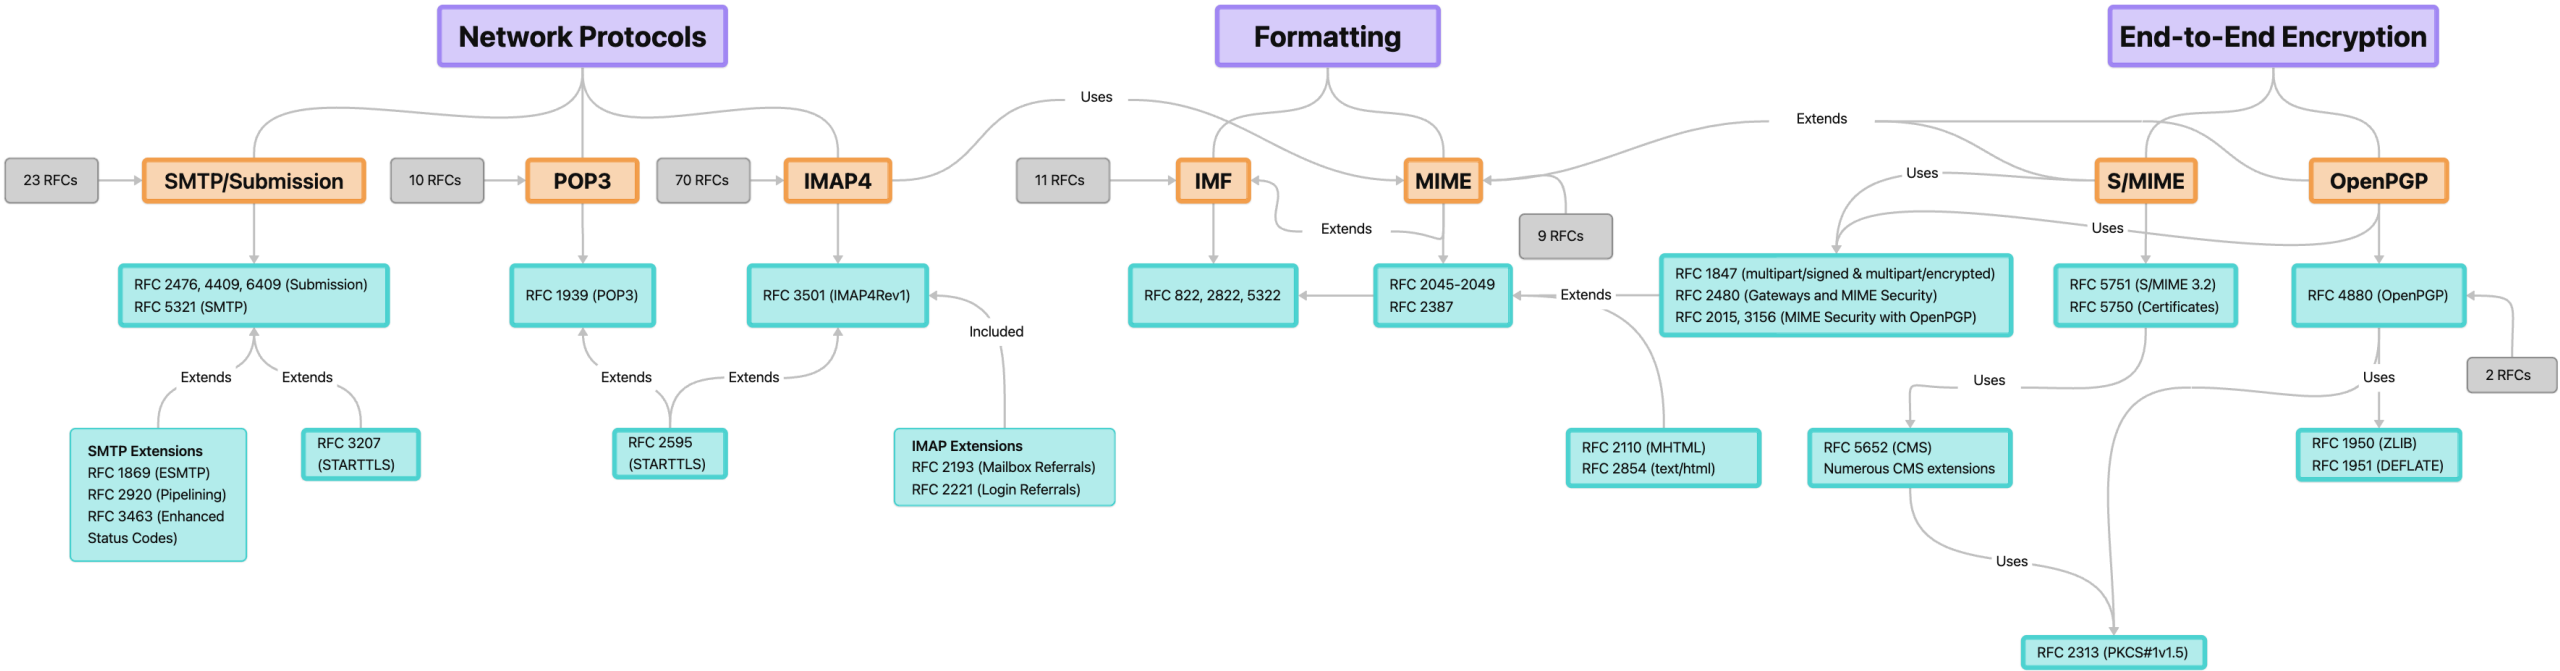 Network Protocols
Formatting
End-to-End Encryption
Uses
Extends
23 RFCs
SMTP/Submission
10 RFCs
POP3
70 RFCs
IMAP4
11 RFCs
IMF
MIME
Uses
S/MIME
OpenPGP
Extends
9 RFCs
Uses
RFC 2476, 4409, 6409 (Submission)
RFC 5321 (SMTP)
RFC 1939 (POP3)
RFC 3501 (IMAP4Rev1)
RFC 822, 2822, 5322
RFC 2045-2049
RFC 2387
Extends
RFC 1847 (multipart/signed & multipart/encrypted)
RFC 2480 (Gateways and MIME Security)
RFC 2015, 3156 (MIME Security with OpenPGP)
RFC 5751 (S/MIME 3.2)
RFC 5750 (Certificates)
RFC 4880 (OpenPGP)
Included
Extends
Extends
Extends
Extends
Uses
Uses
2 RFCs
SMTP Extensions
RFC 1869 (ESMTP)
RFC 2920 (Pipelining)
RFC 3463 (Enhanced
Status Codes)
RFC 3207
(STARTTLS)
RFC 2595
(STARTTLS)
IMAP Extensions
RFC 2193 (Mailbox Referrals)
RFC 2221 (Login Referrals)
RFC 2110 (MHTML)
RFC 2854 (text/html)
RFC 5652 (CMS)
Numerous CMS extensions
RFC 1950 (ZLIB)
RFC 1951 (DEFLATE)
Uses
RFC 2313 (PKCS#1v1.5)